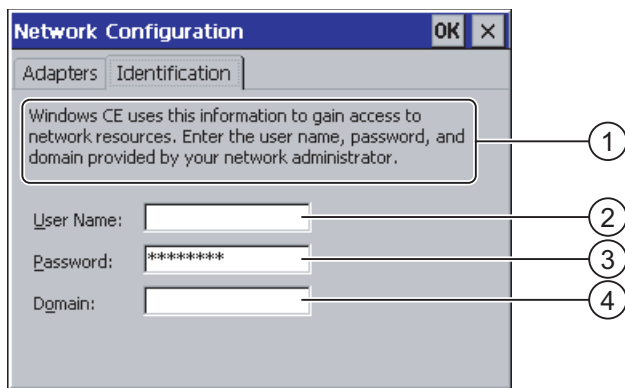 Network Configuration OK ×
Adapters Identification
Windows CE uses this information to gain access to
network resources. Enter the user name, password, and
domain provided by your network administrator.
1
User Name:
2
Password: ********
3
Domain:
4